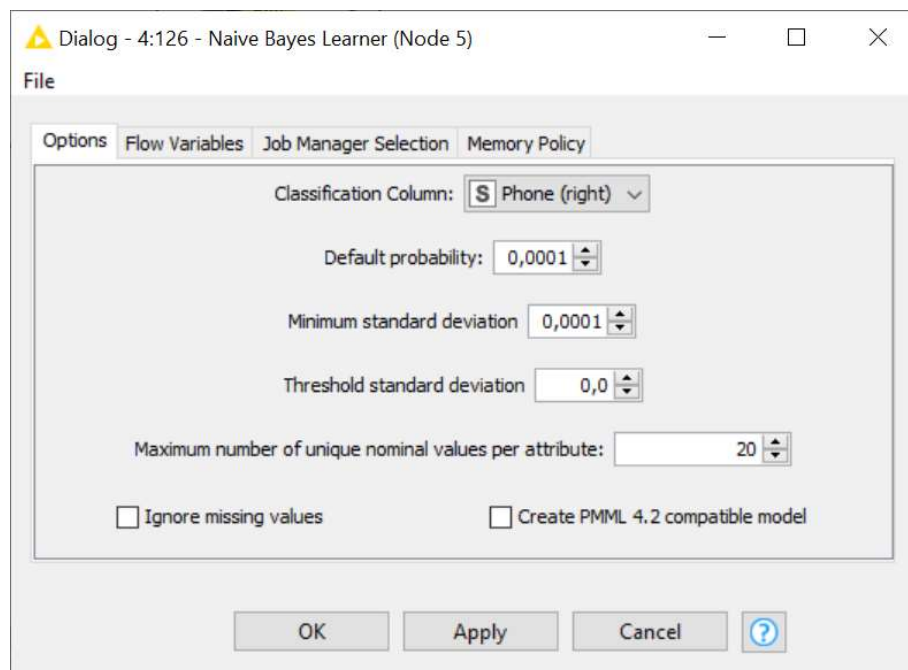 Dialog - 4:126 - Naive Bayes Learner (Node 5)
File
Options Flow Variables Job Manager Selection Memory Policy
Classification Column: S Phone (right)
Default probability: 0,0001
Minimum standard deviation 0,0001
Threshold standard deviation 0,0
Maximum number of unique nominal values per attribute: 20
Ignore missing values Create PMML 4.2 compatible model
OK Apply Cancel ?